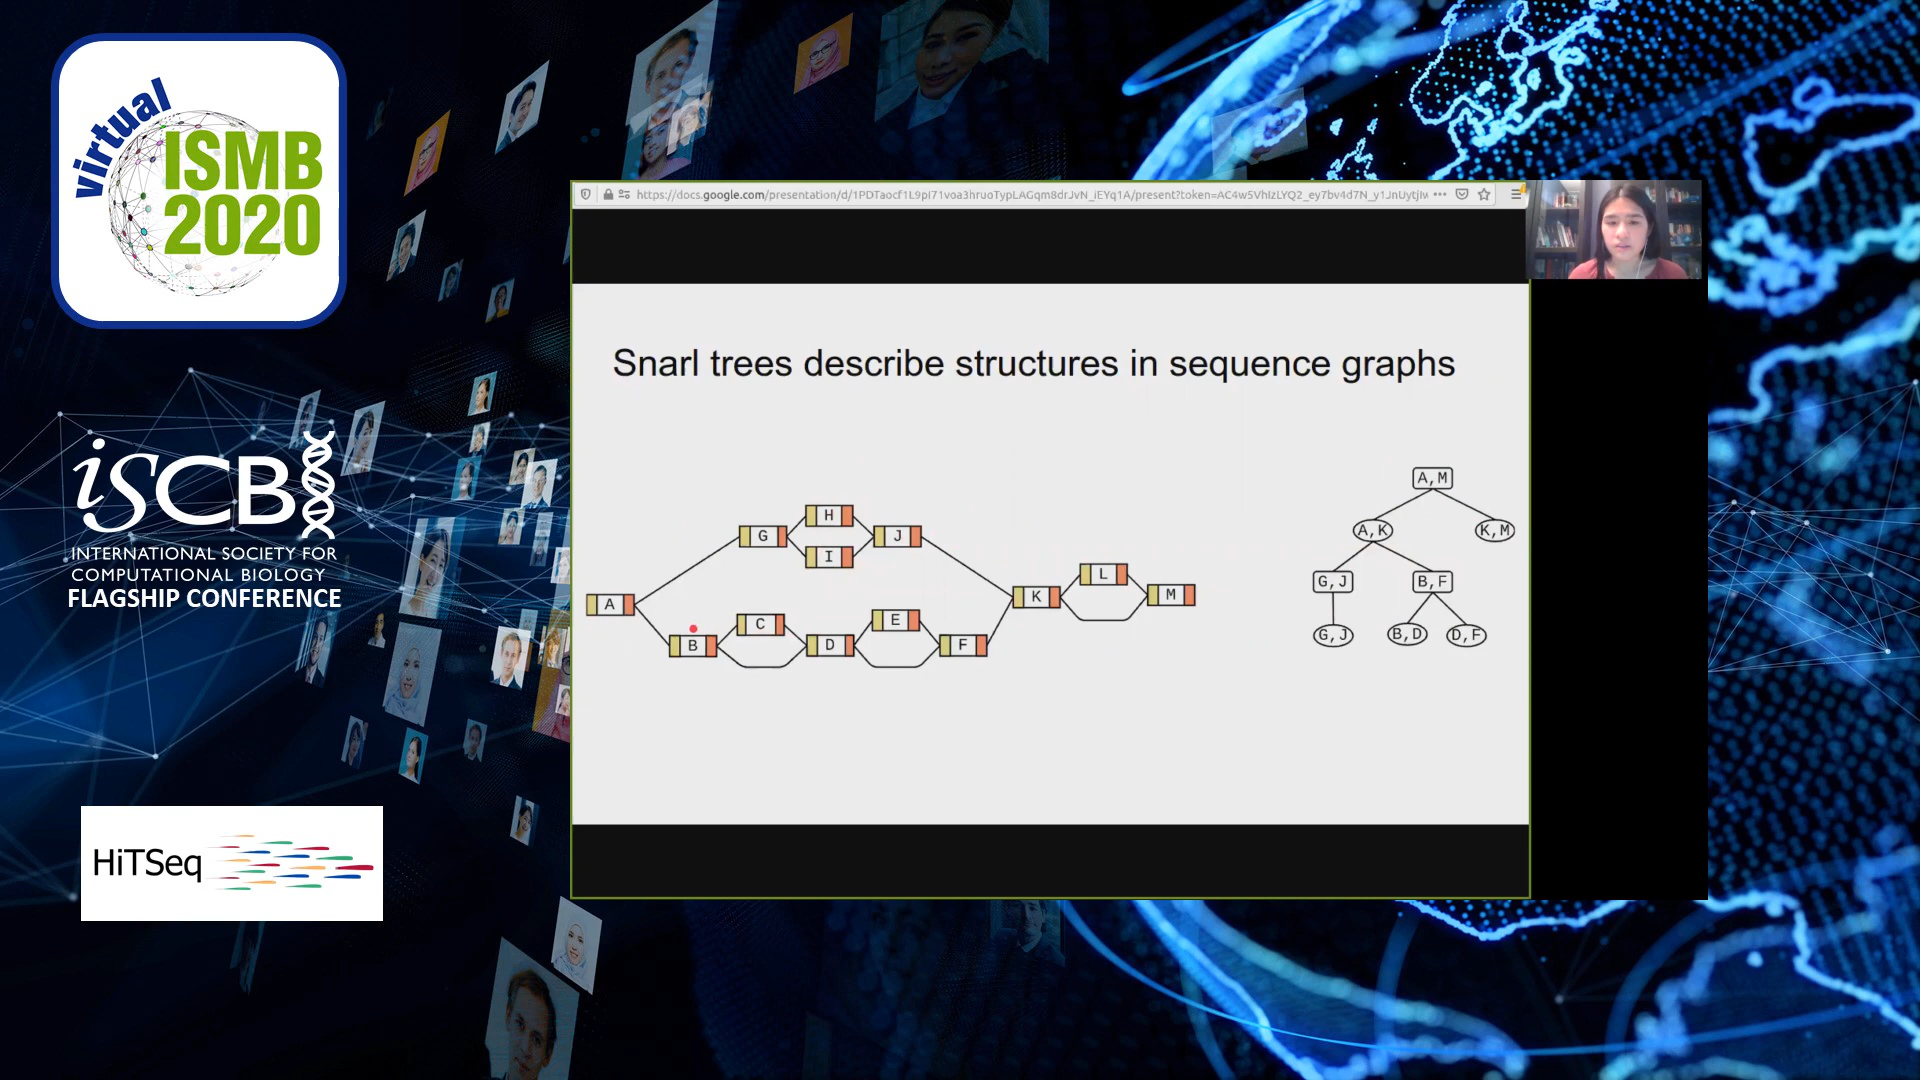 virtual
ISMB
2020
iSCB
INTERNATIONAL SOCIETY FOR
COMPUTATIONAL BIOLOGY
FLAGSHIP CONFERENCE
HiTSeq
Snarl trees describe structures in sequence graphs
A
B
G
H
I
J
C
D
E
F
K
L
M
A,M
A,K
K,M
G,J
B,F
G,J
B,D
D,F